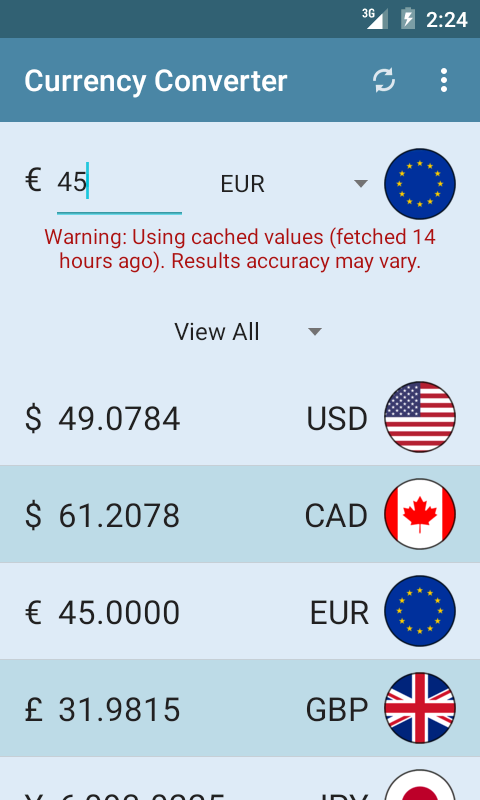 3G 2:24
Currency Converter
€ 45 EUR
Warning: Using cached values (fetched 14
hours ago). Results accuracy may vary.
View All
$ 49.0784 USD
$ 61.2078 CAD
€ 45.0000 EUR
£ 31.9815 GBP
JPY